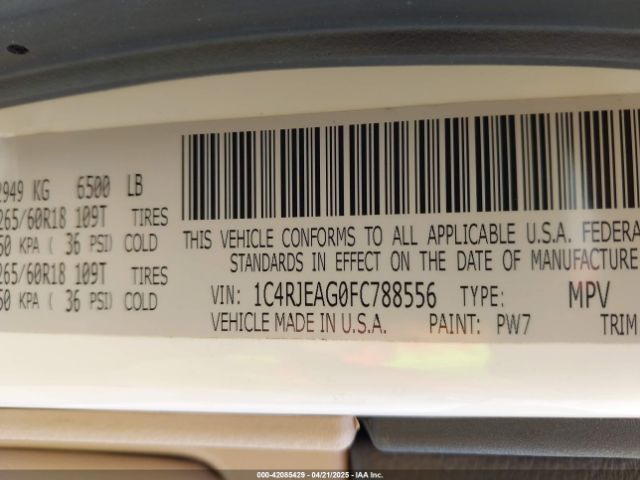 2949 KG 6500 LB
265/60R18 109T TIRES
50 KPA ( 36 PSI) COLD
265/60R18 109T TIRES
50 KPA ( 36 PSI) COLD
THIS VEHICLE CONFORMS TO ALL APPLICABLE U.S.A. FEDERA
STANDARDS IN EFFECT ON THE DATE OF MANUFACTURE
VIN: 1C4RJEAG0FC788556 TYPE: MPV
VEHICLE MADE IN U.S.A. PAINT: PW7 TRIM
000-42085429 - 04/21/2025 - IAA Inc.